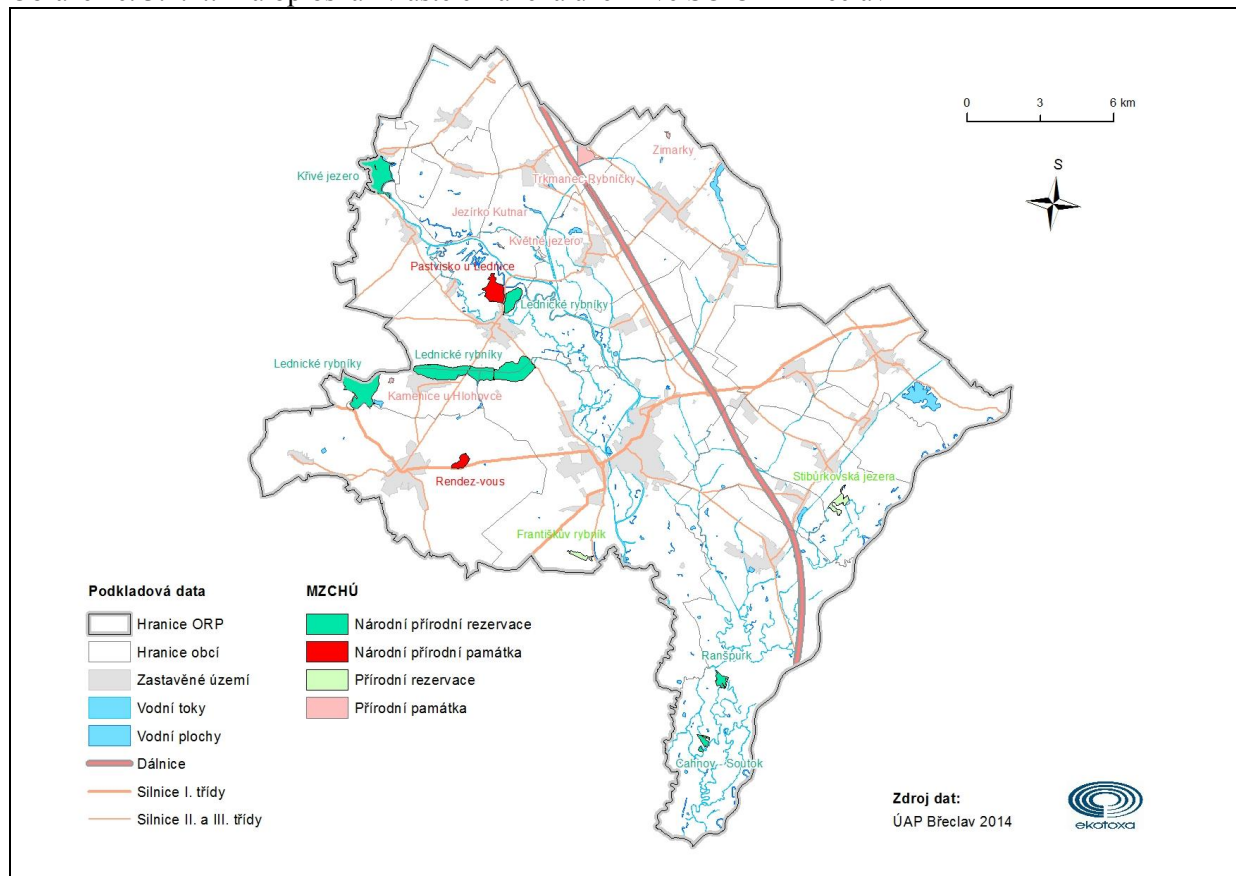 0 3 6 km
S
Zimarky
Křivé jezero
Trkmanec-Rybníčky
Jezírko Kutnar
Květné jezero
Pastvisko u Lednice
Lednické rybníky
Lednické rybníky
Lednické rybníky
Kamenice u Hlohovce
Rendez-vous
Stibůrkovská jezera
Františkův rybník
Ranšpurk
Cahnov - Soutok
Podkladová data
Hranice ORP
Hranice obcí
Zastavěné území
Vodní toky
Vodní plochy
Dálnice
Silnice I. třídy
Silnice II. a III. třídy
MZCHÚ
Národní přírodní rezervace
Národní přírodní památka
Přírodní rezervace
Přírodní památka
Zdroj dat:
ÚAP Břeclav 2014
ekotoxa